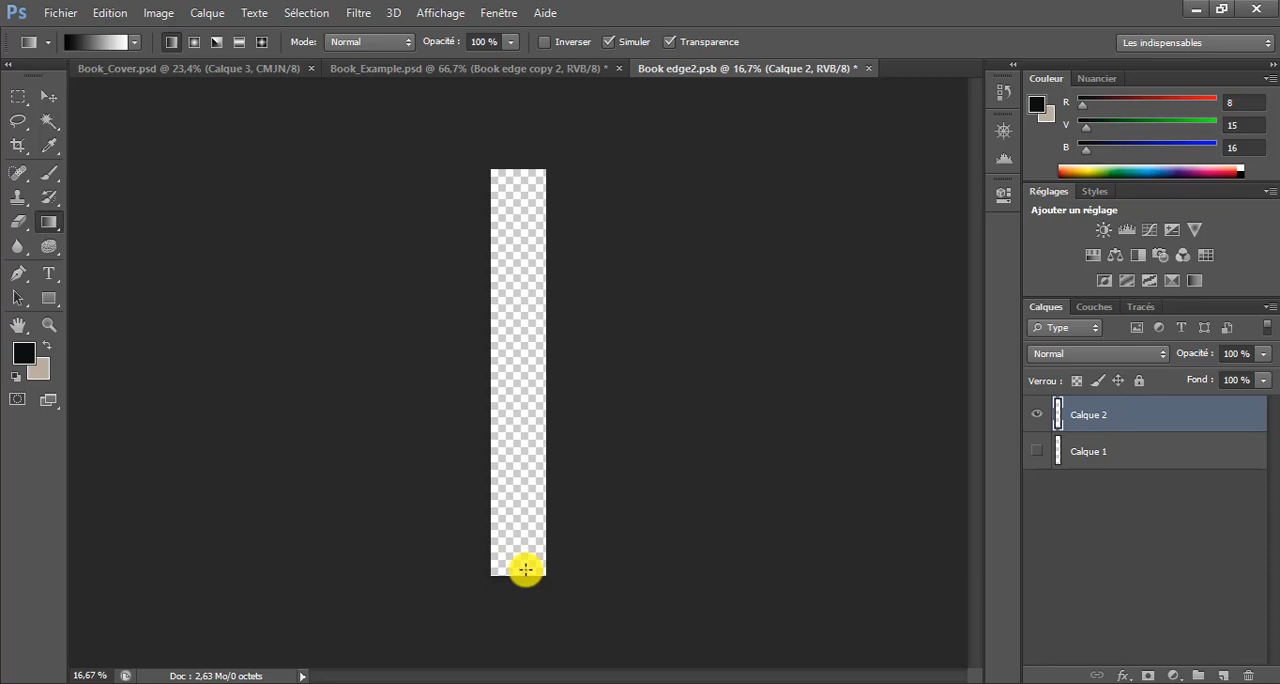 Ps Fichier Edition Image Calque Texte Sélection Filtre 3D Affichage Fenêtre Aide
Mode: Normal Opacité : 100 % Inverser Simuler Transparence Les indispensables
Book_Cover.psd @ 23,4% (Calque 3, CMJN/8) Book_Example.psd @ 66,7% (Book edge copy 2, RVB/8) * Book edge2.psb @ 16,7% (Calque 2, RVB/8) *
Couleur Nuancier
R 8
V 15
B 16
Réglages Styles
Ajouter un réglage
Calques Couches Tracés
Type
Normal Opacité : 100 %
Verrou : Fond : 100 %
Calque 2
Calque 1
16,67 % Doc : 2,63 Mo/0 octets